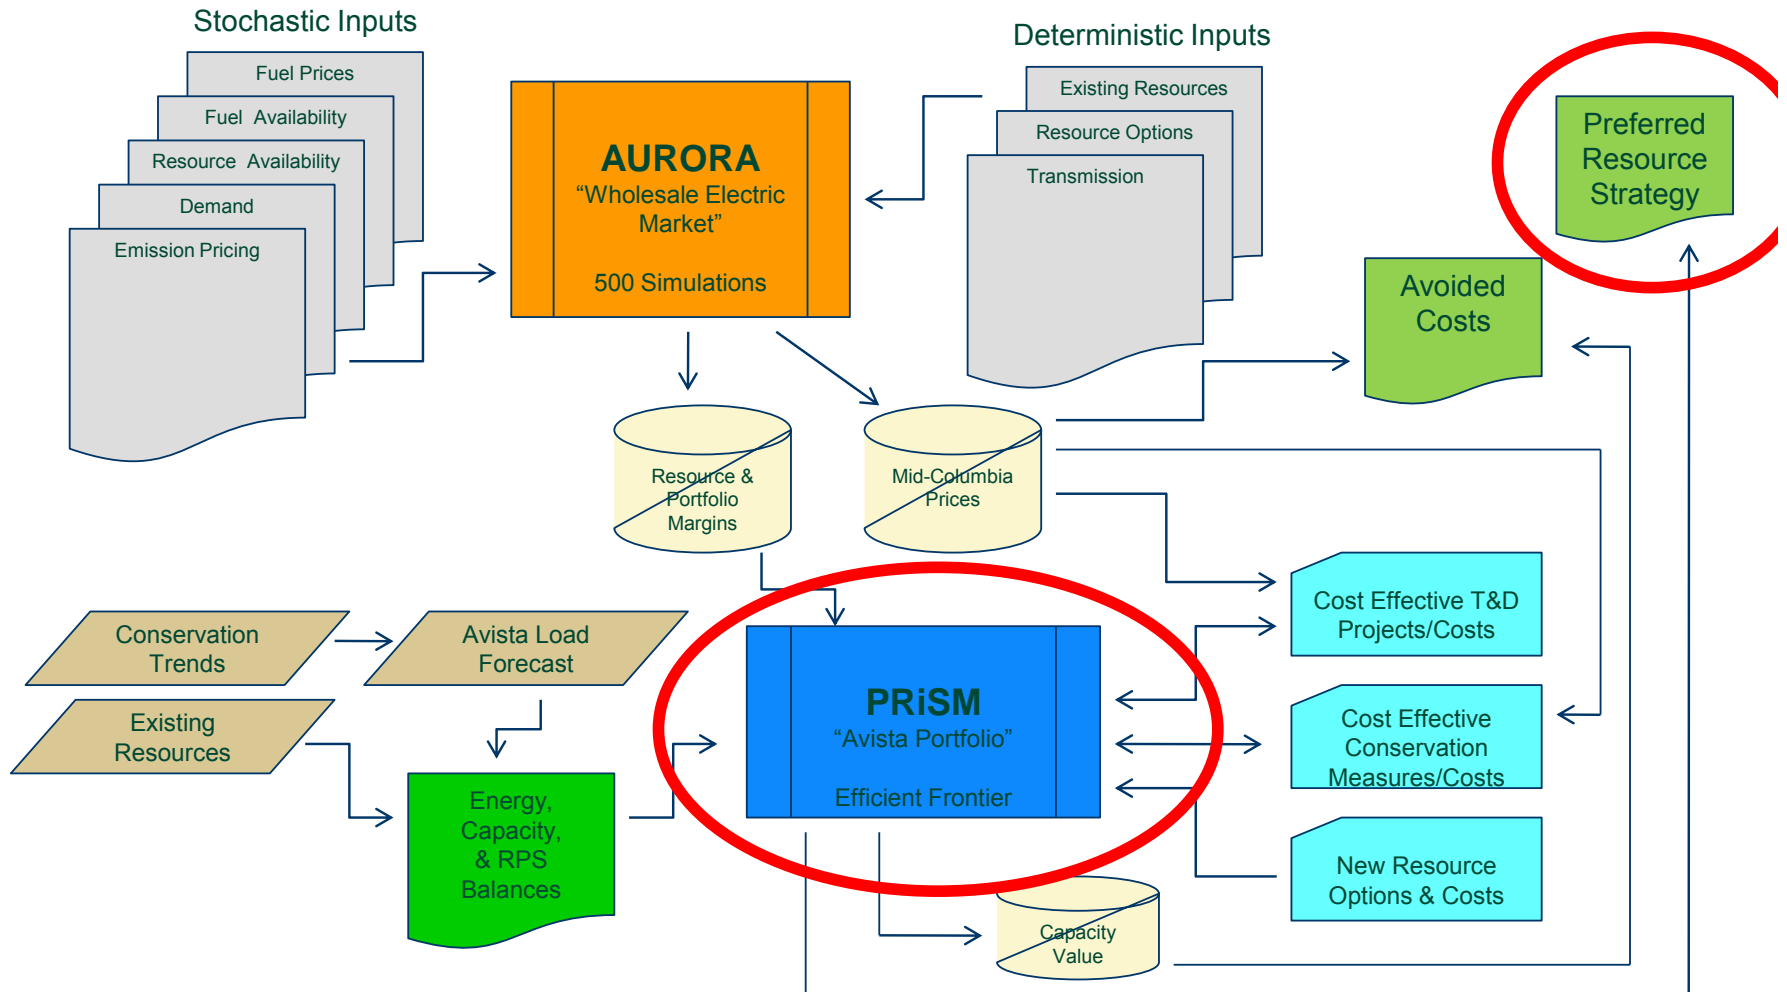 Stochastic Inputs
Deterministic Inputs
Fuel Prices
Fuel Availability
Resource Availability
Demand
Emission Pricing
AURORA
“Wholesale Electric
Market”
500 Simulations
Existing Resources
Resource Options
Transmission
Preferred
Resource
Strategy
Avoided
Costs
Resource &
Portfolio
Margins
Mid-Columbia
Prices
Conservation
Trends
Avista Load
Forecast
Existing
Resources
Energy,
Capacity,
& RPS
Balances
PRiSM
“Avista Portfolio”
Efficient Frontier
Cost Effective T&D
Projects/Costs
Cost Effective
Conservation
Measures/Costs
New Resource
Options & Costs
Capacity
Value